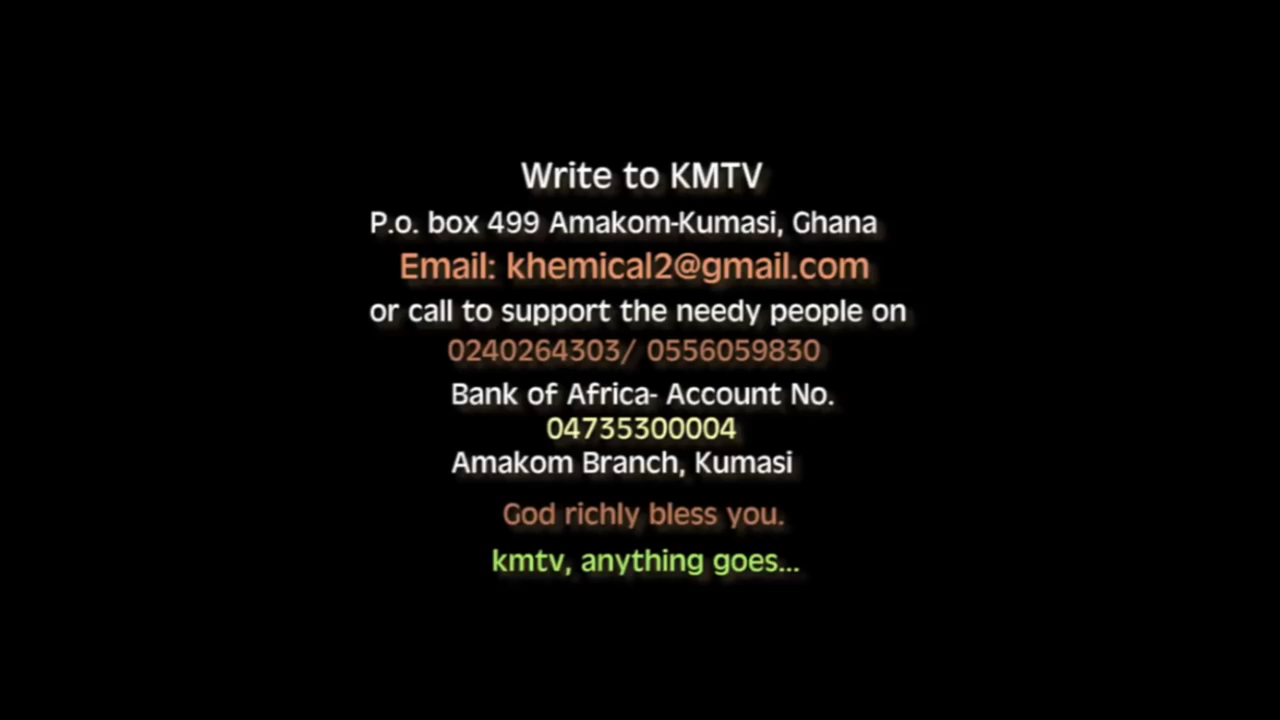 Write to KMTV
P.o. box 499 Amakom-Kumasi, Ghana
Email: khemical2@gmail.com
or call to support the needy people on
0240264303/ 0556059830
Bank of Africa- Account No.
04735300004
Amakom Branch, Kumasi
God richly bless you.
kmtv, anything goes...